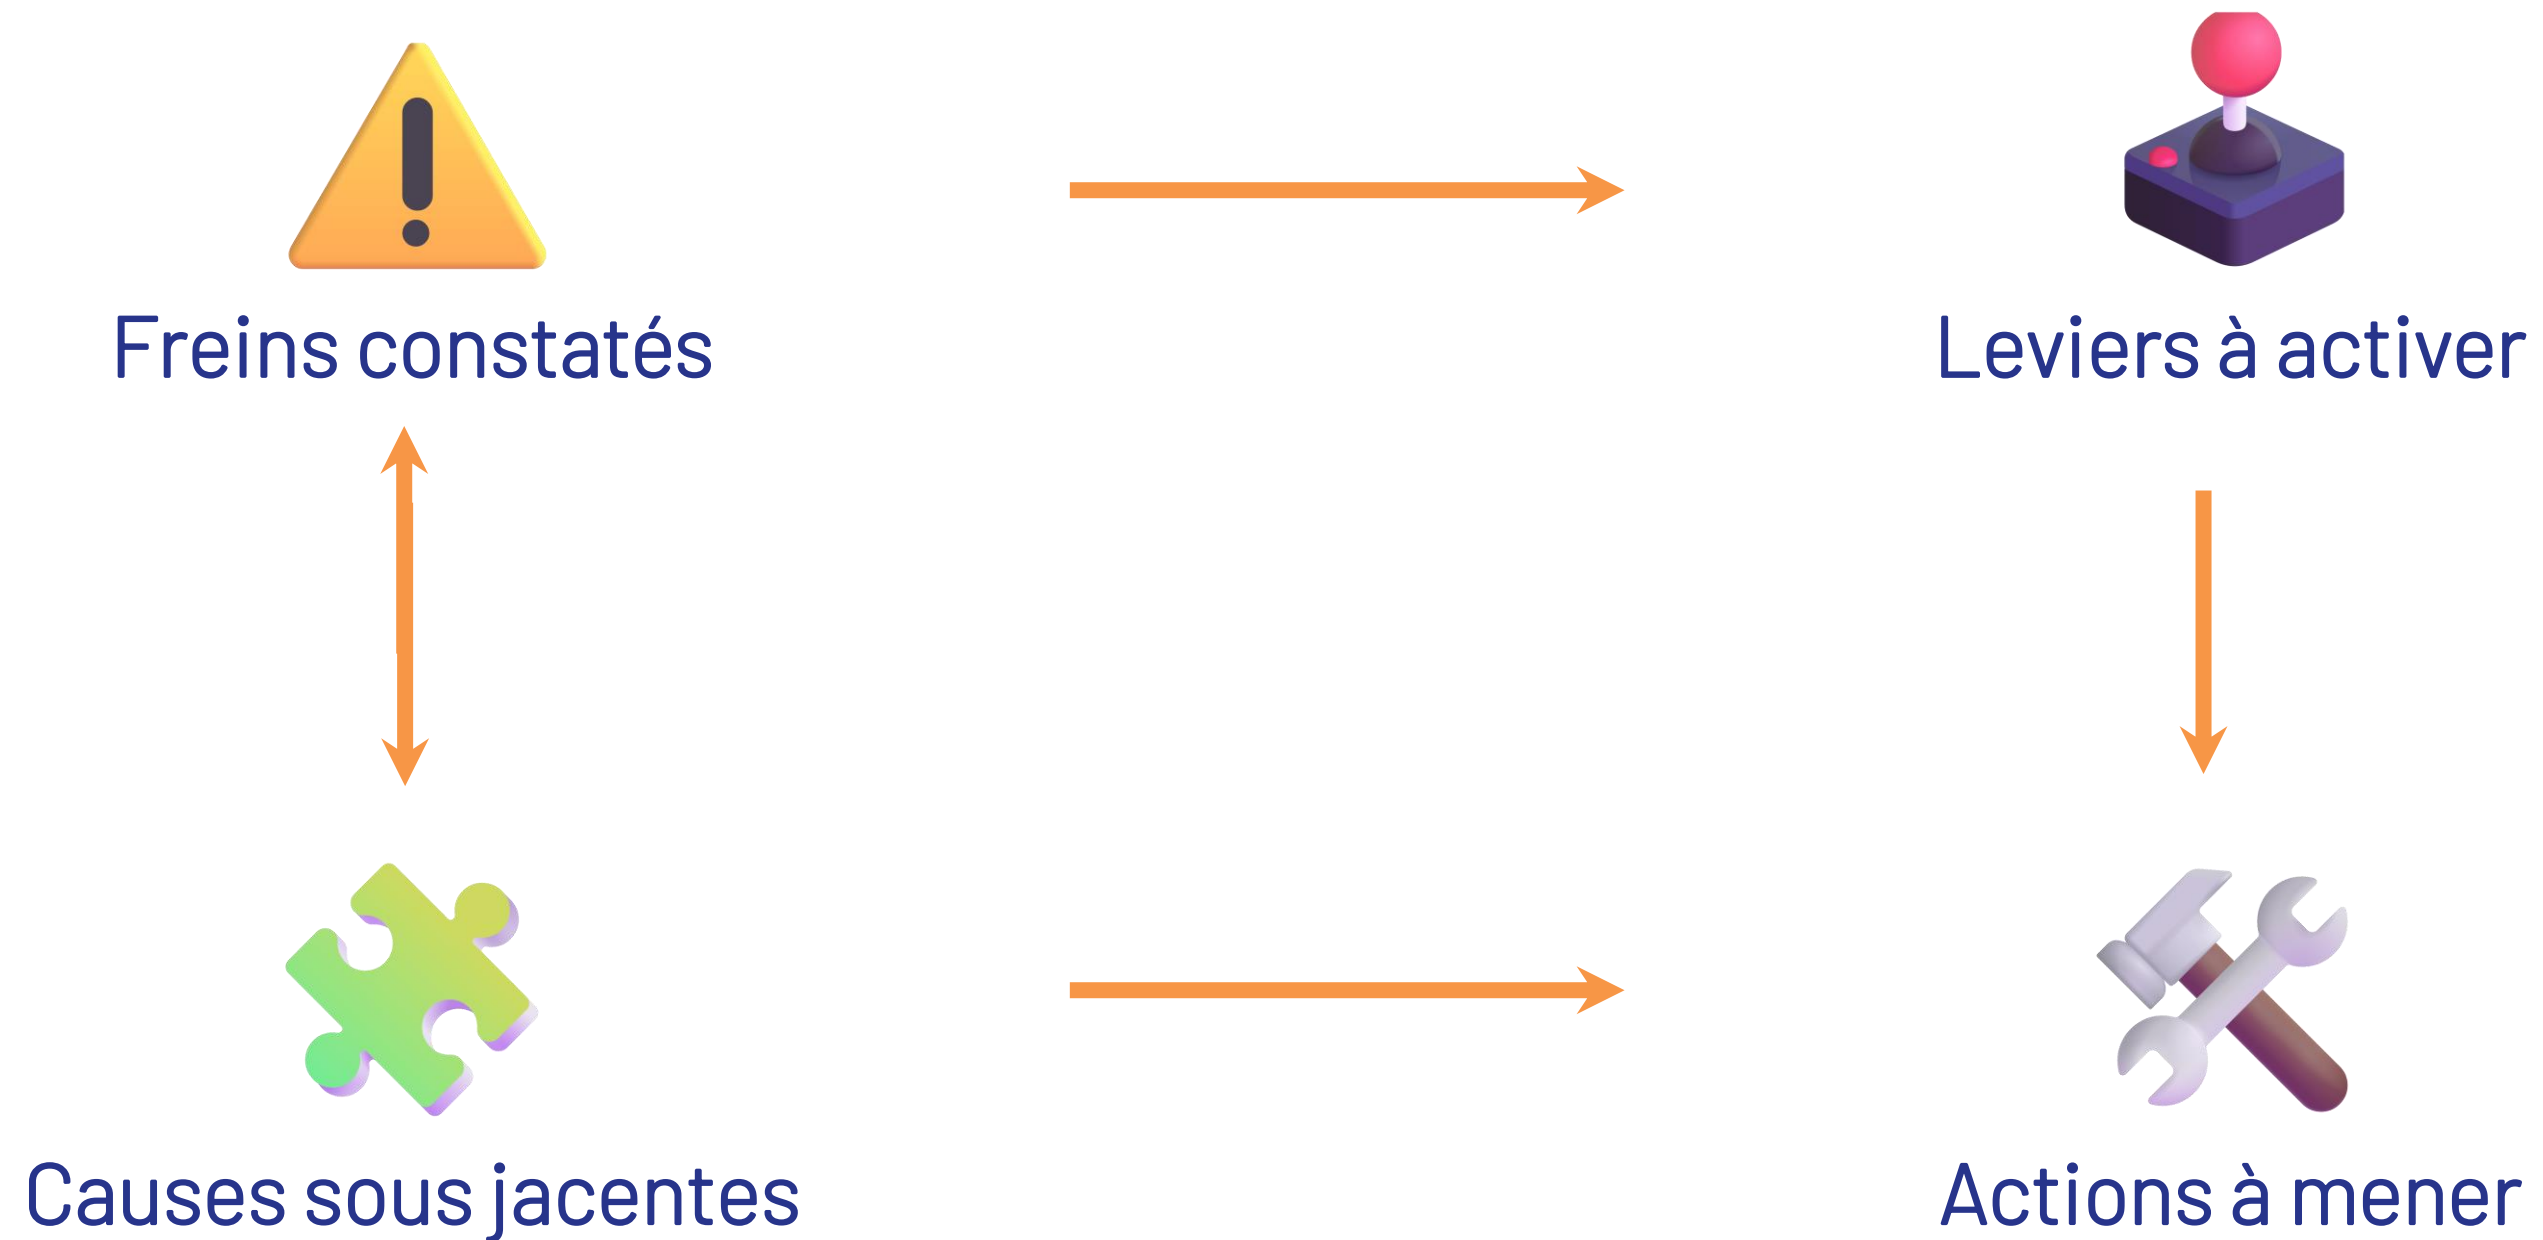 Freins constatés
Leviers à activer
Causes sous jacentes
Actions à mener